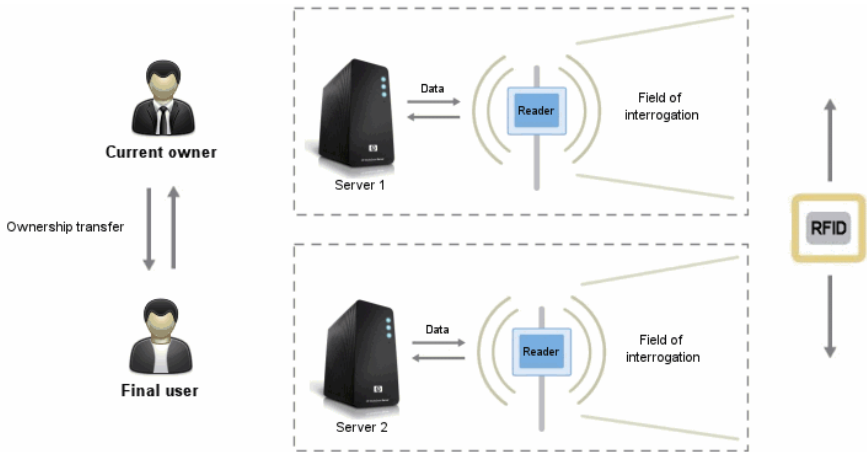 Current owner
Ownership transfer
Final user
Data
Server 1
Reader
Field of
interrogation
Data
Server 2
Reader
Field of
interrogation
RFID